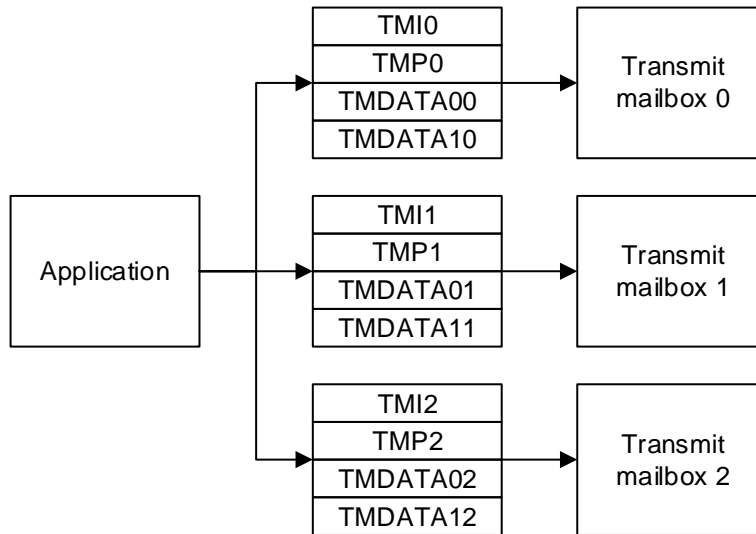 TMI0
TMP0
TMDATA00
TMDATA10
Transmit
mailbox 0
Application
TMI1
TMP1
TMDATA01
TMDATA11
Transmit
mailbox 1
TMI2
TMP2
TMDATA02
TMDATA12
Transmit
mailbox 2